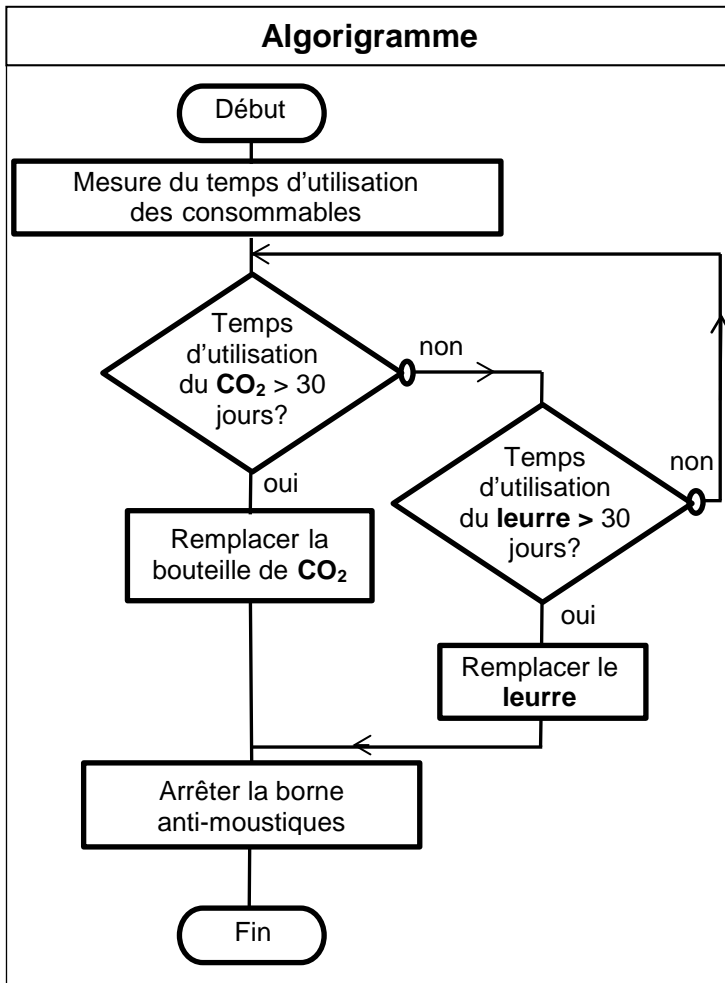 Algorigramme
Début
Mesure du temps d’utilisation
des consommables
Temps
d’utilisation
du CO₂ > 30
jours?
non
oui
Temps
d’utilisation
du leurre > 30
jours?
non
oui
Remplacer la
bouteille de CO₂
Remplacer le
leurre
Arrêter la borne
anti-moustiques
Fin